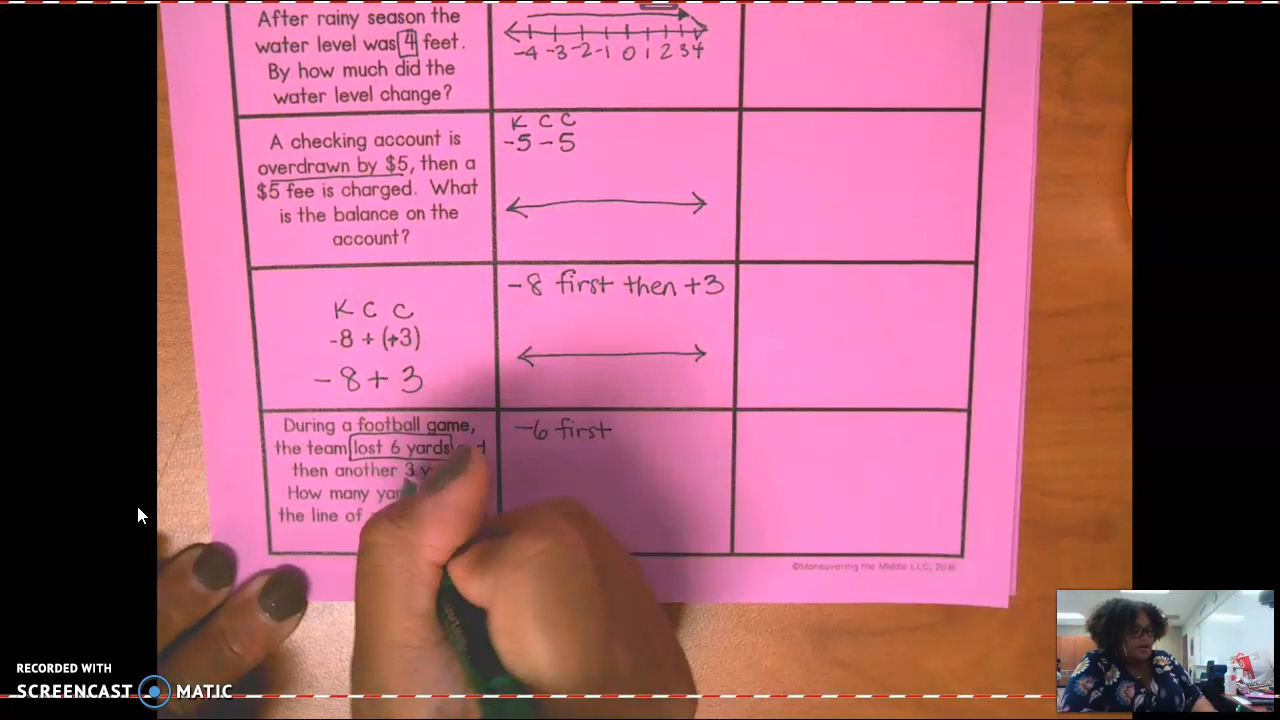 After rainy season the
water level was 4 feet.
By how much did the
water level change?
-4 -3 -2 -1 0 1 2 3 4
A checking account is
overdrawn by $5, then a
$5 fee is charged. What
is the balance on the
account?
K C C
-5 - 5
K C C
-8 + (+3)
-8 + 3
-8 first then +3
During a football game,
the team lost 6 yards
then another 3
How many
the line of
-6 first
©Maneuvering the Middle LLC, 2016
RECORDED WITH
SCREENCAST MATIC